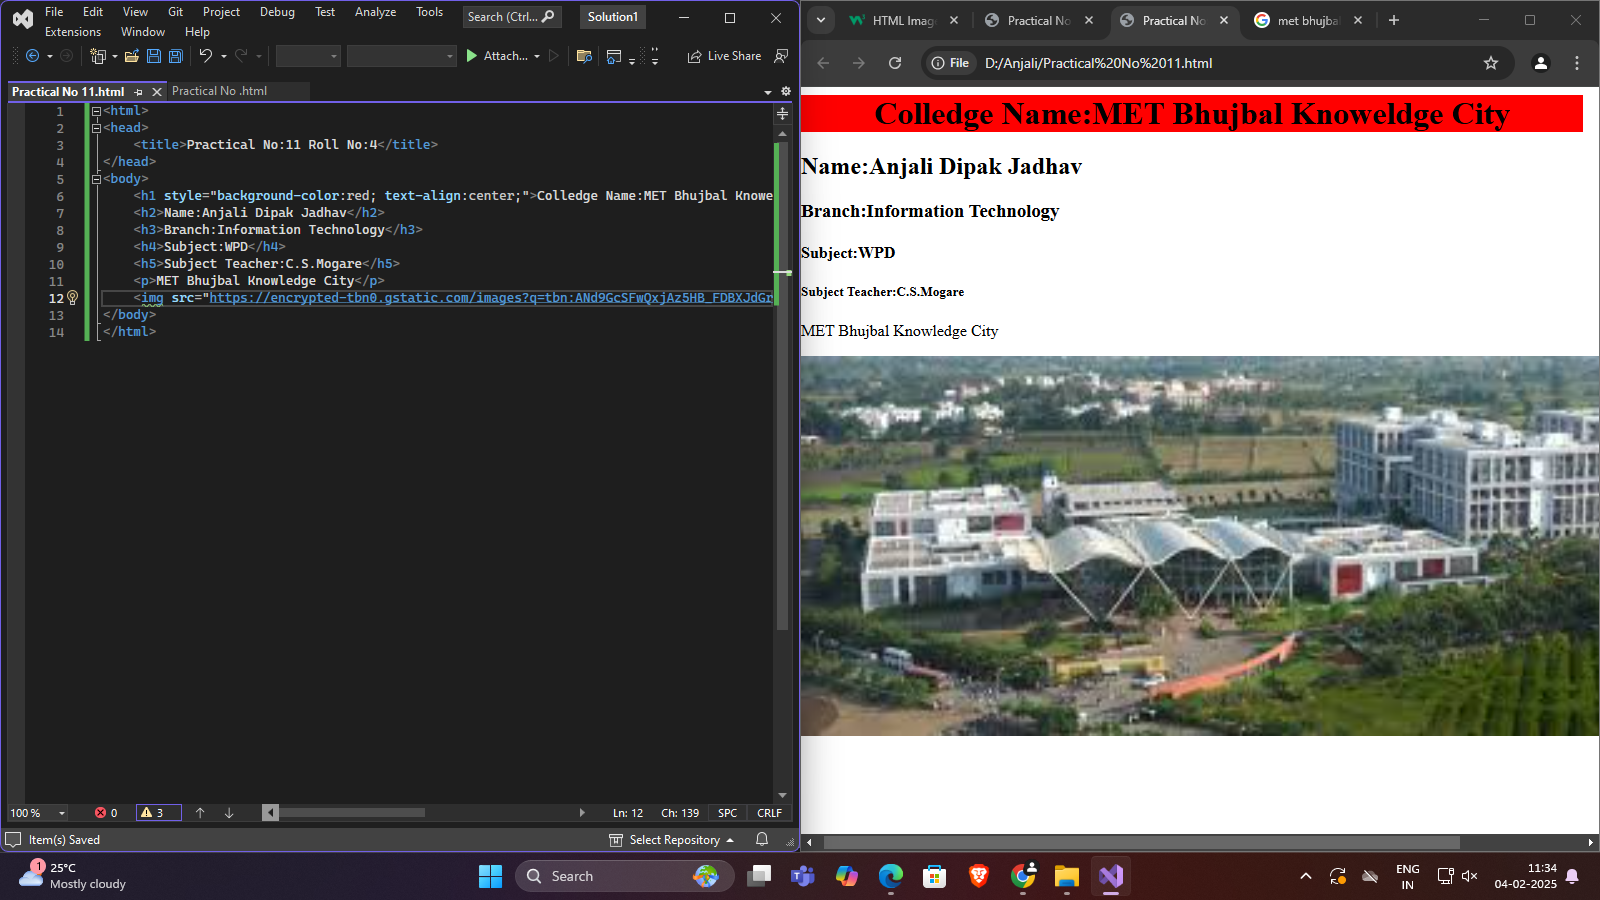 File Edit View Git Project Debug Test Analyze Tools Search (Ctrl... Solution1
Extensions Window Help
Attach... Live Share
Practical No 11.html Practical No .html
1 <html>
2 <head>
3 <title>Practical No:11 Roll No:4</title>
4 </head>
5 <body>
6 <h1 style="background-color:red; text-align:center;">Colledge Name:MET Bhujbal Knowe
7 <h2>Name:Anjali Dipak Jadhav</h2>
8 <h3>Branch:Information Technology</h3>
9 <h4>Subject:WPD</h4>
10 <h5>Subject Teacher:C.S.Mogare</h5>
11 <p>MET Bhujbal Knowledge City</p>
12 <img src="https://encrypted-tbn0.gstatic.com/images?q=tbn:ANd9GcSFwQxjAz5HB_FDBXJdGr
13 </body>
14 </html>
100 % 0 3 Ln: 12 Ch: 139 SPC CRLF
Item(s) Saved Select Repository
HTML Imag Practical No Practical No met bhujbal
File D:/Anjali/Practical%20No%2011.html
Colledge Name:MET Bhujbal Knoweldge City
Name:Anjali Dipak Jadhav
Branch:Information Technology
Subject:WPD
Subject Teacher:C.S.Mogare
MET Bhujbal Knowledge City
1 25°C
Mostly cloudy
Search
ENG
IN
11:34
04-02-2025